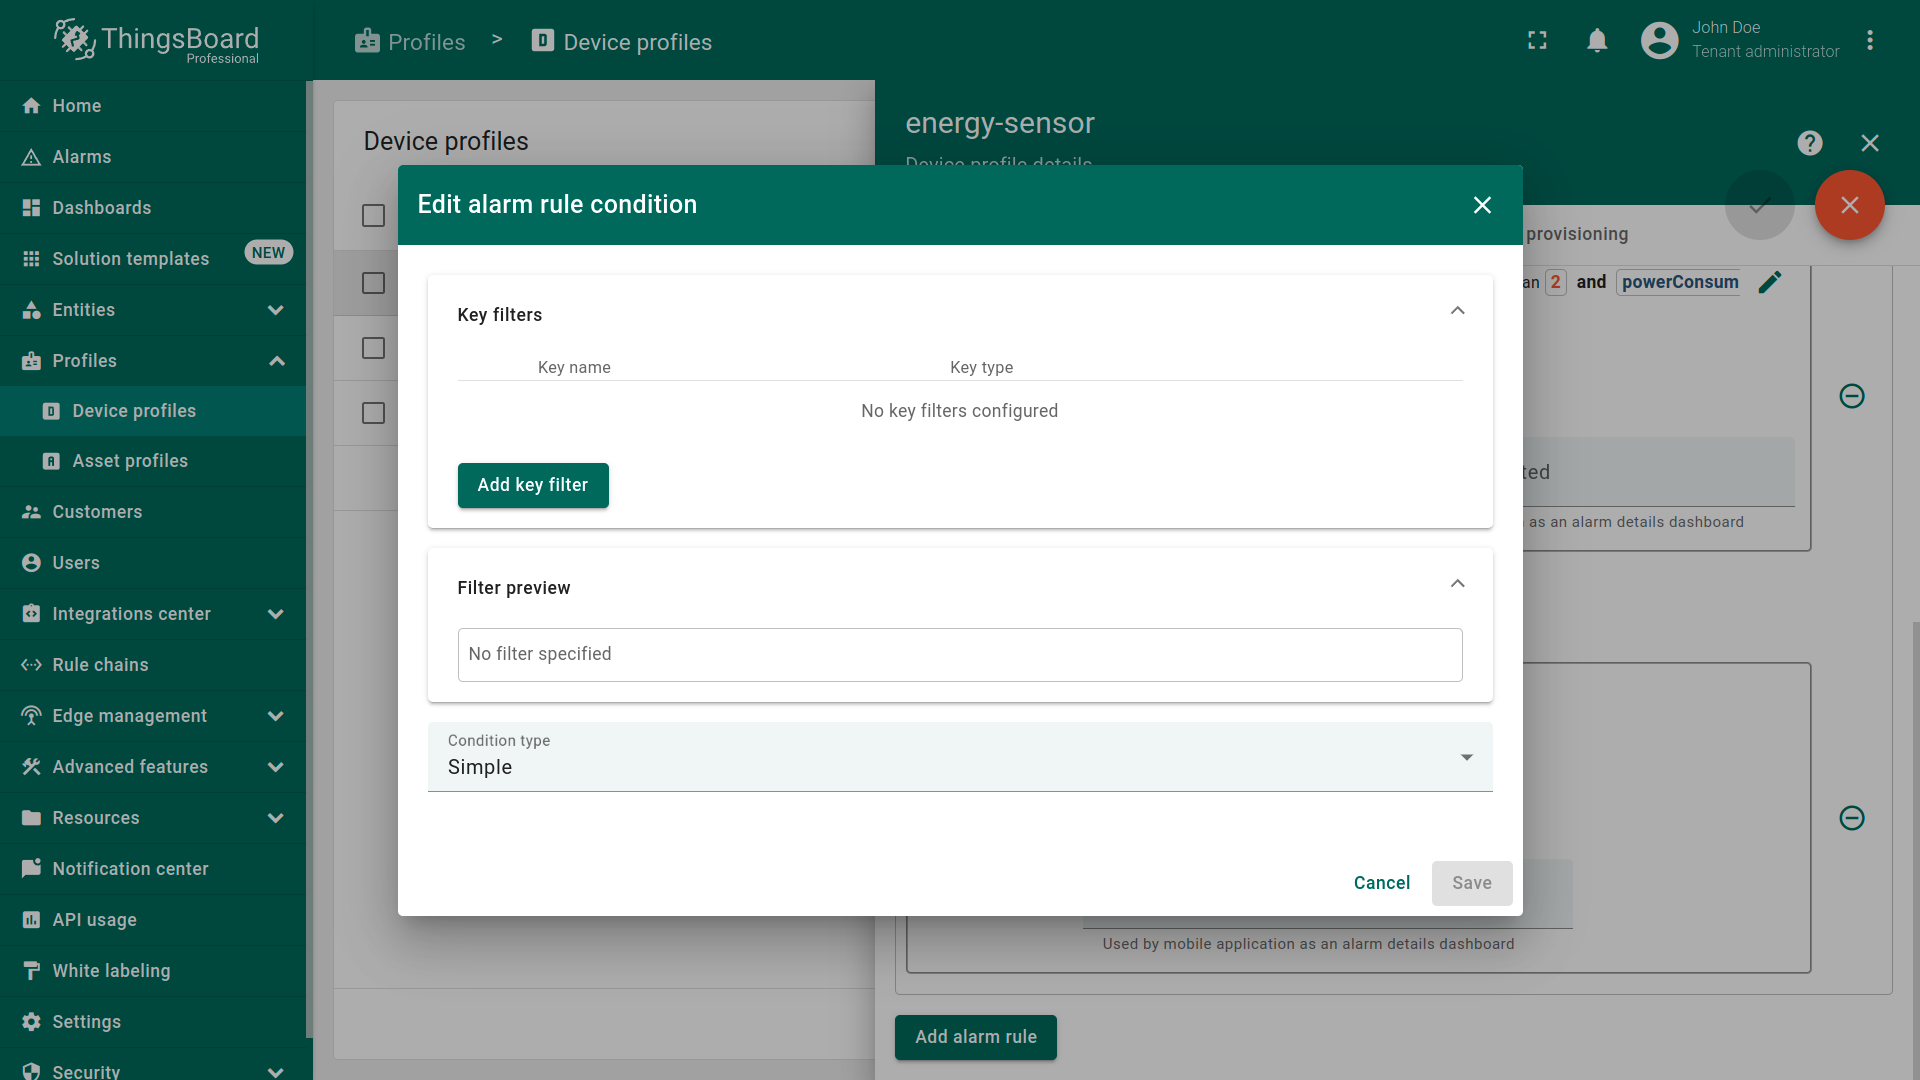 ThingsBoard
Professional
Profiles > Device profiles
John Doe
Tenant administrator
Home
Alarms
Dashboards
Solution templates NEW
Entities
Profiles
Device profiles
Asset profiles
Customers
Users
Integrations center
Rule chains
Edge management
Advanced features
Resources
Notification center
API usage
White labeling
Settings
Security
Device profiles
energy-sensor
Device profile details
provisioning
an 2 and powerConsum
ted
as an alarm details dashboard
Edit alarm rule condition
Key filters
Key name Key type
No key filters configured
Add key filter
Filter preview
No filter specified
Condition type
Simple
Cancel Save
Used by mobile application as an alarm details dashboard
Add alarm rule